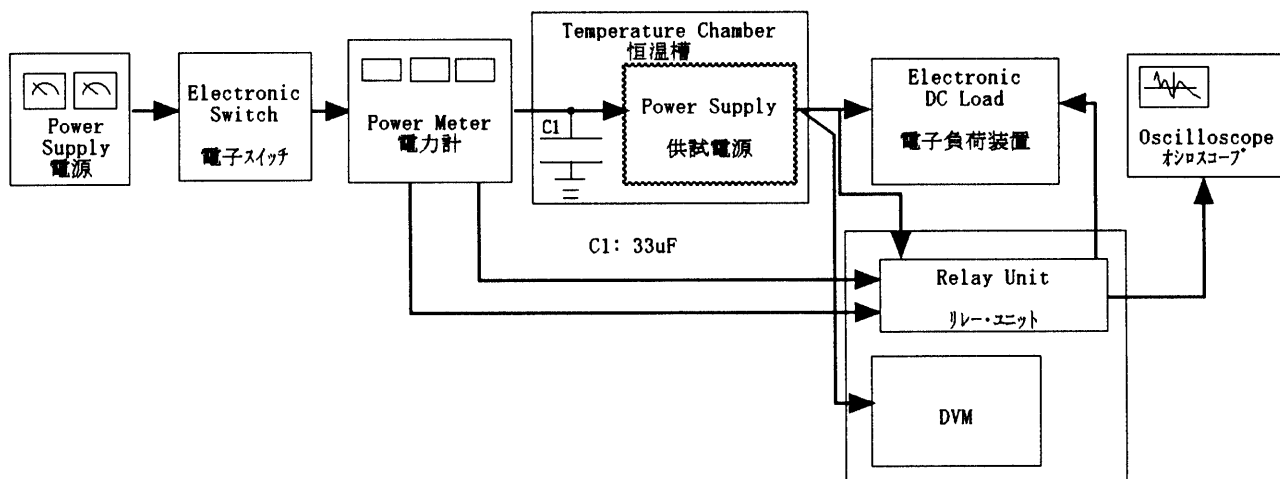 Power
Supply
電源
Electronic
Switch
電子スイッチ
Power Meter
電力計
Temperature Chamber
恒温槽
C1
Power Supply
供試電源
Electronic
DC Load
電子負荷装置
Oscilloscope
オシロスコープ
C1: 33uF
Relay Unit
リレー・ユニット
DVM